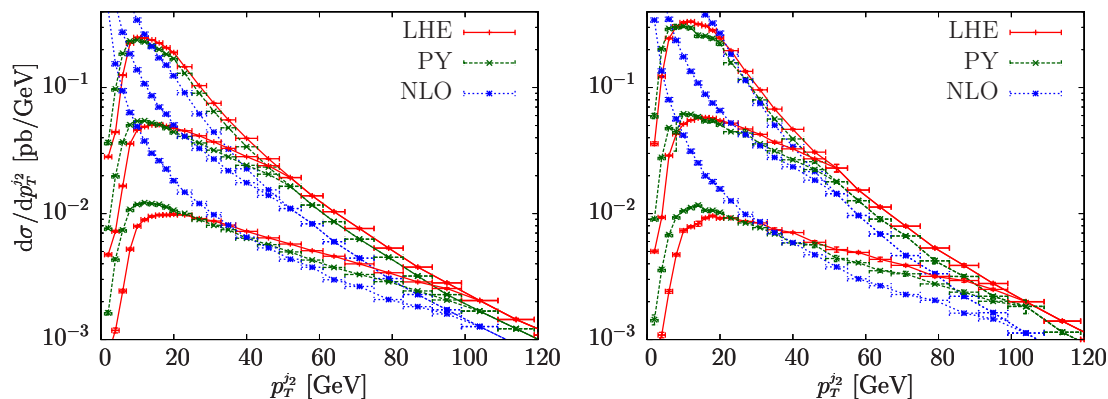 LHE
PY
NLO
dσ/dp_T^{j_2} [pb/GeV]
10^{-1}
10^{-2}
10^{-3}
0 20 40 60 80 100 120
p_T^{j_2} [GeV]
LHE
PY
NLO
10^{-1}
10^{-2}
10^{-3}
0 20 40 60 80 100 120
p_T^{j_2} [GeV]